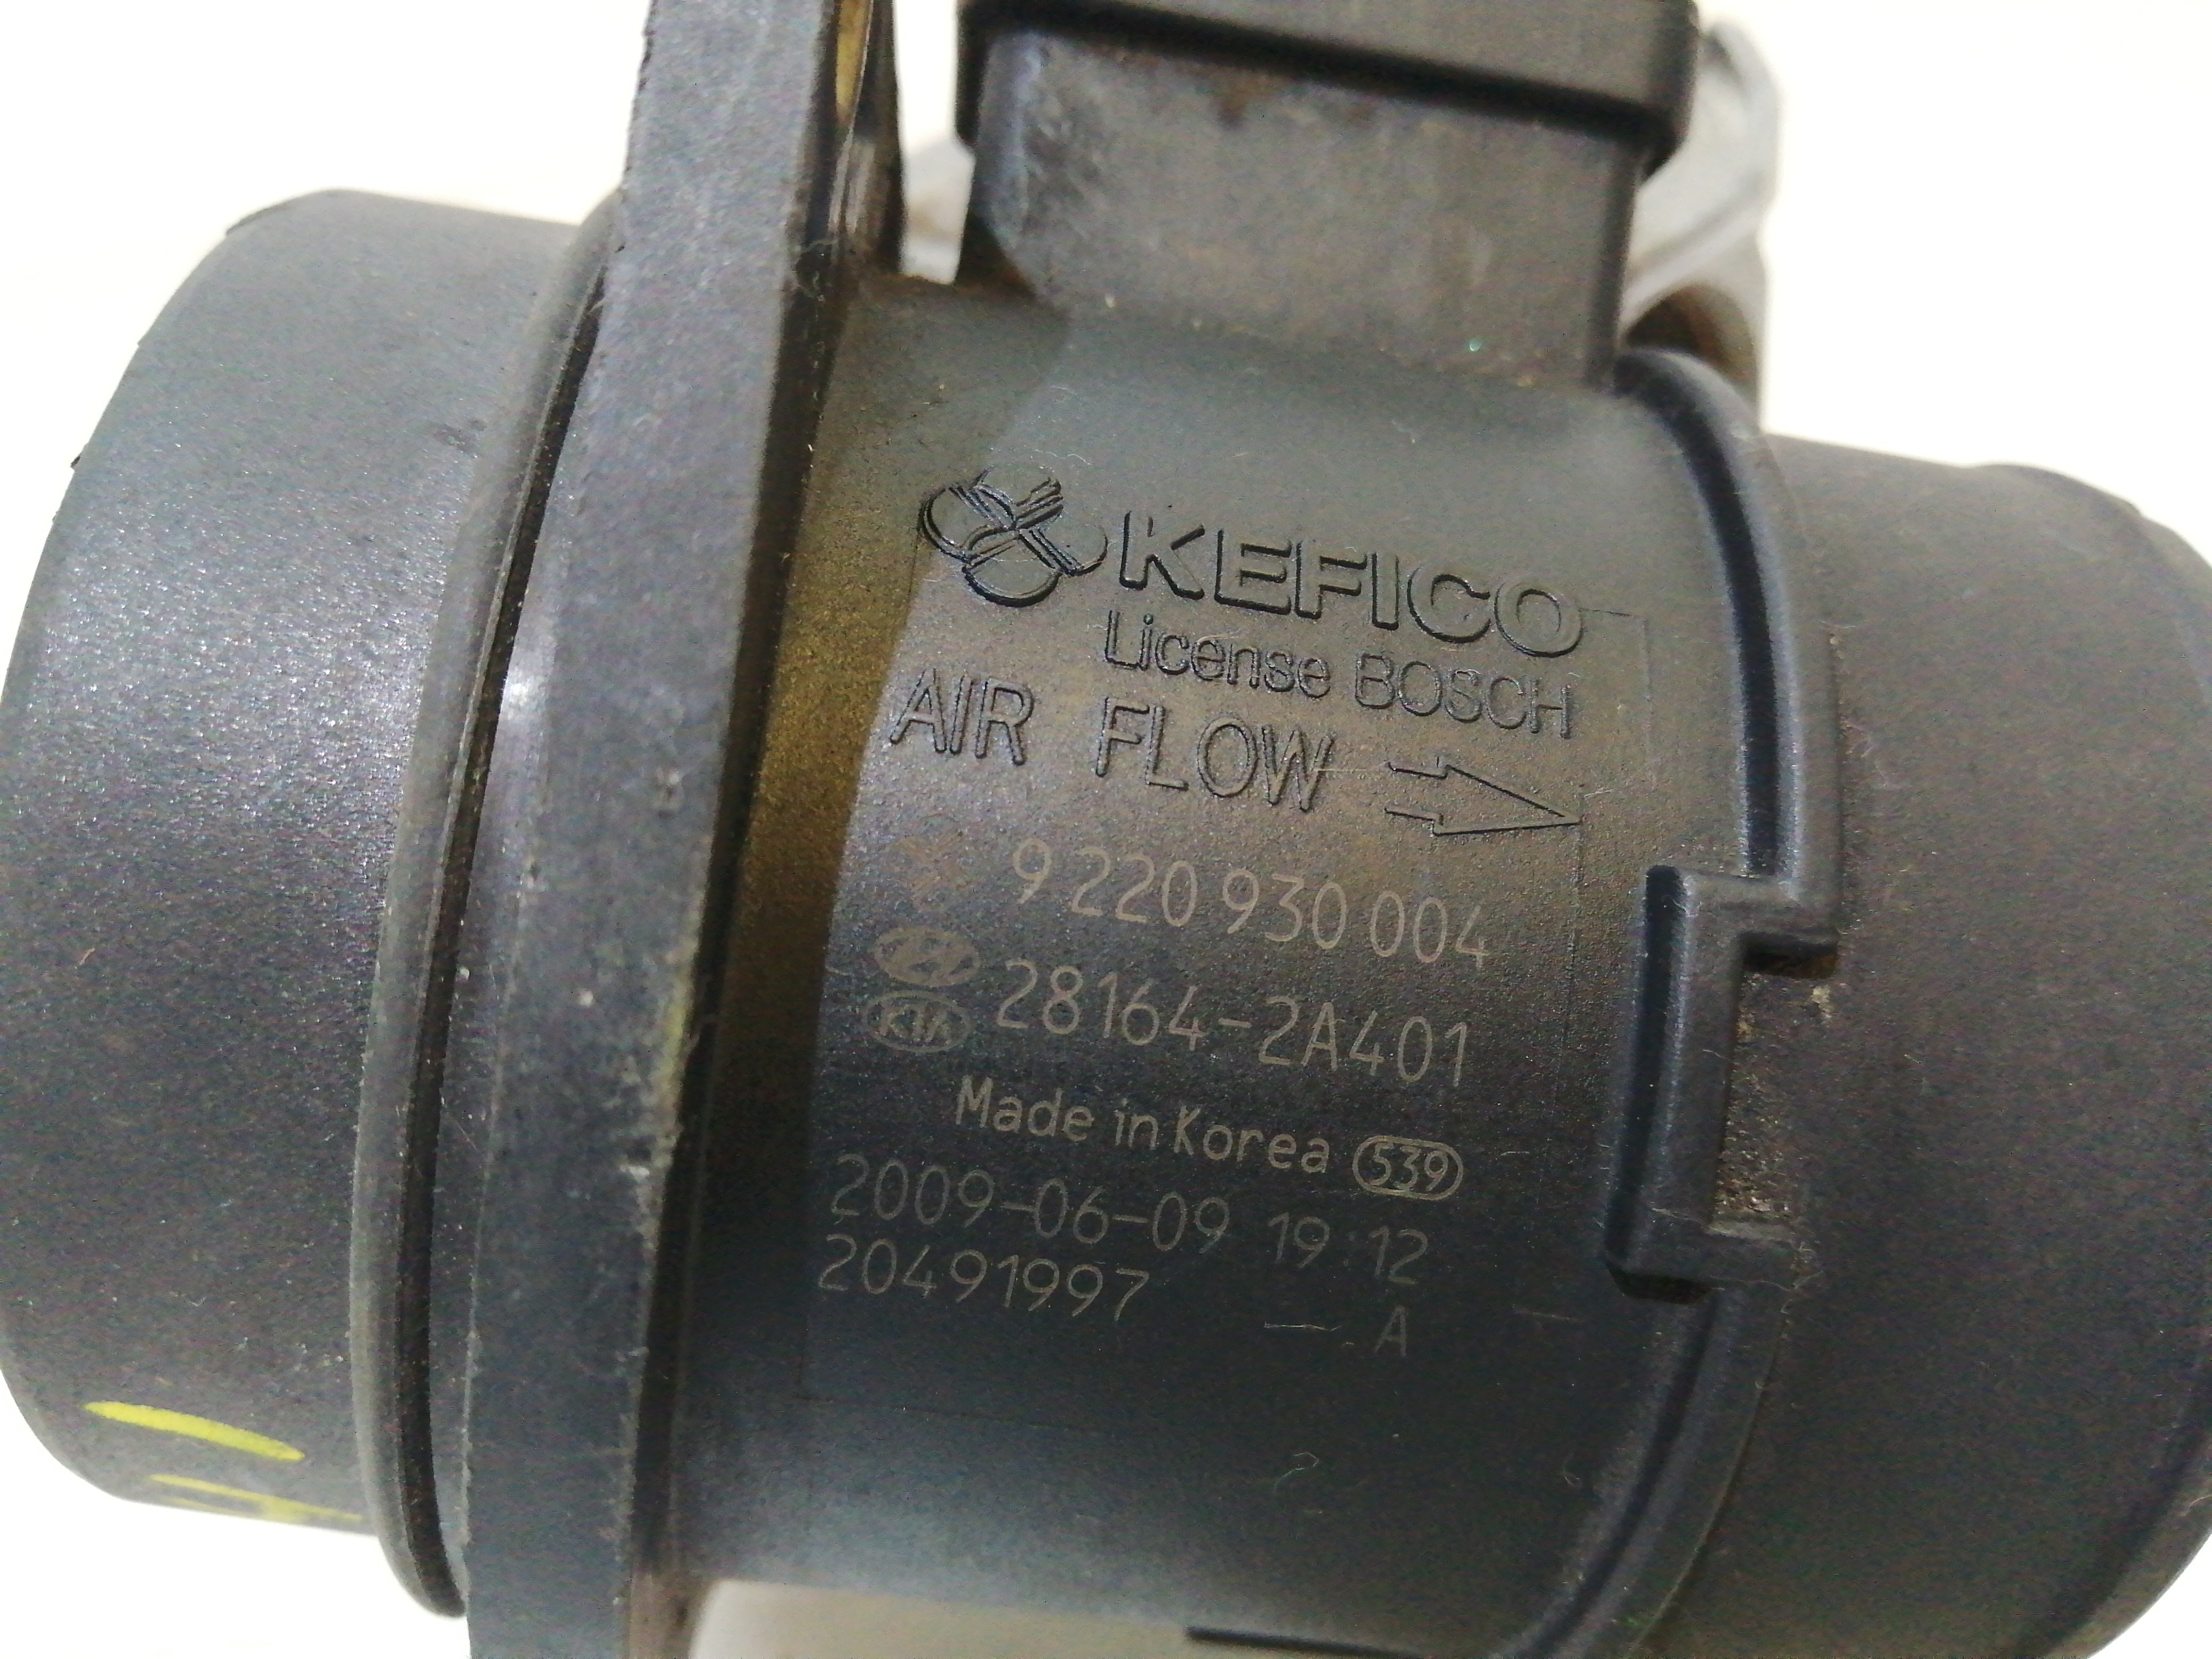 KEFICO
License BOSCH
AIR FLOW
9 220 930 004
28164-2A401
KIA
Made in Korea 539
2009-06-09 19:12
20491997
A